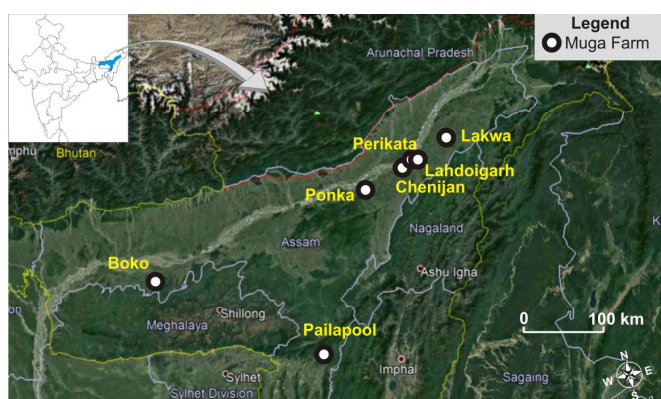 Legend
Muga Farm
Arunachal Pradesh
Lakwa
Perikata
mphu
Bhutan
Lahdoigarh
Chenijan
Ponka
Assam
Nagaland
Boko
Ashu Igha
Shillong
Meghalaya
0 100 km
Pailapool
Imphal
N
W E
S
Sylhet
Sagaing
Sylhet Division